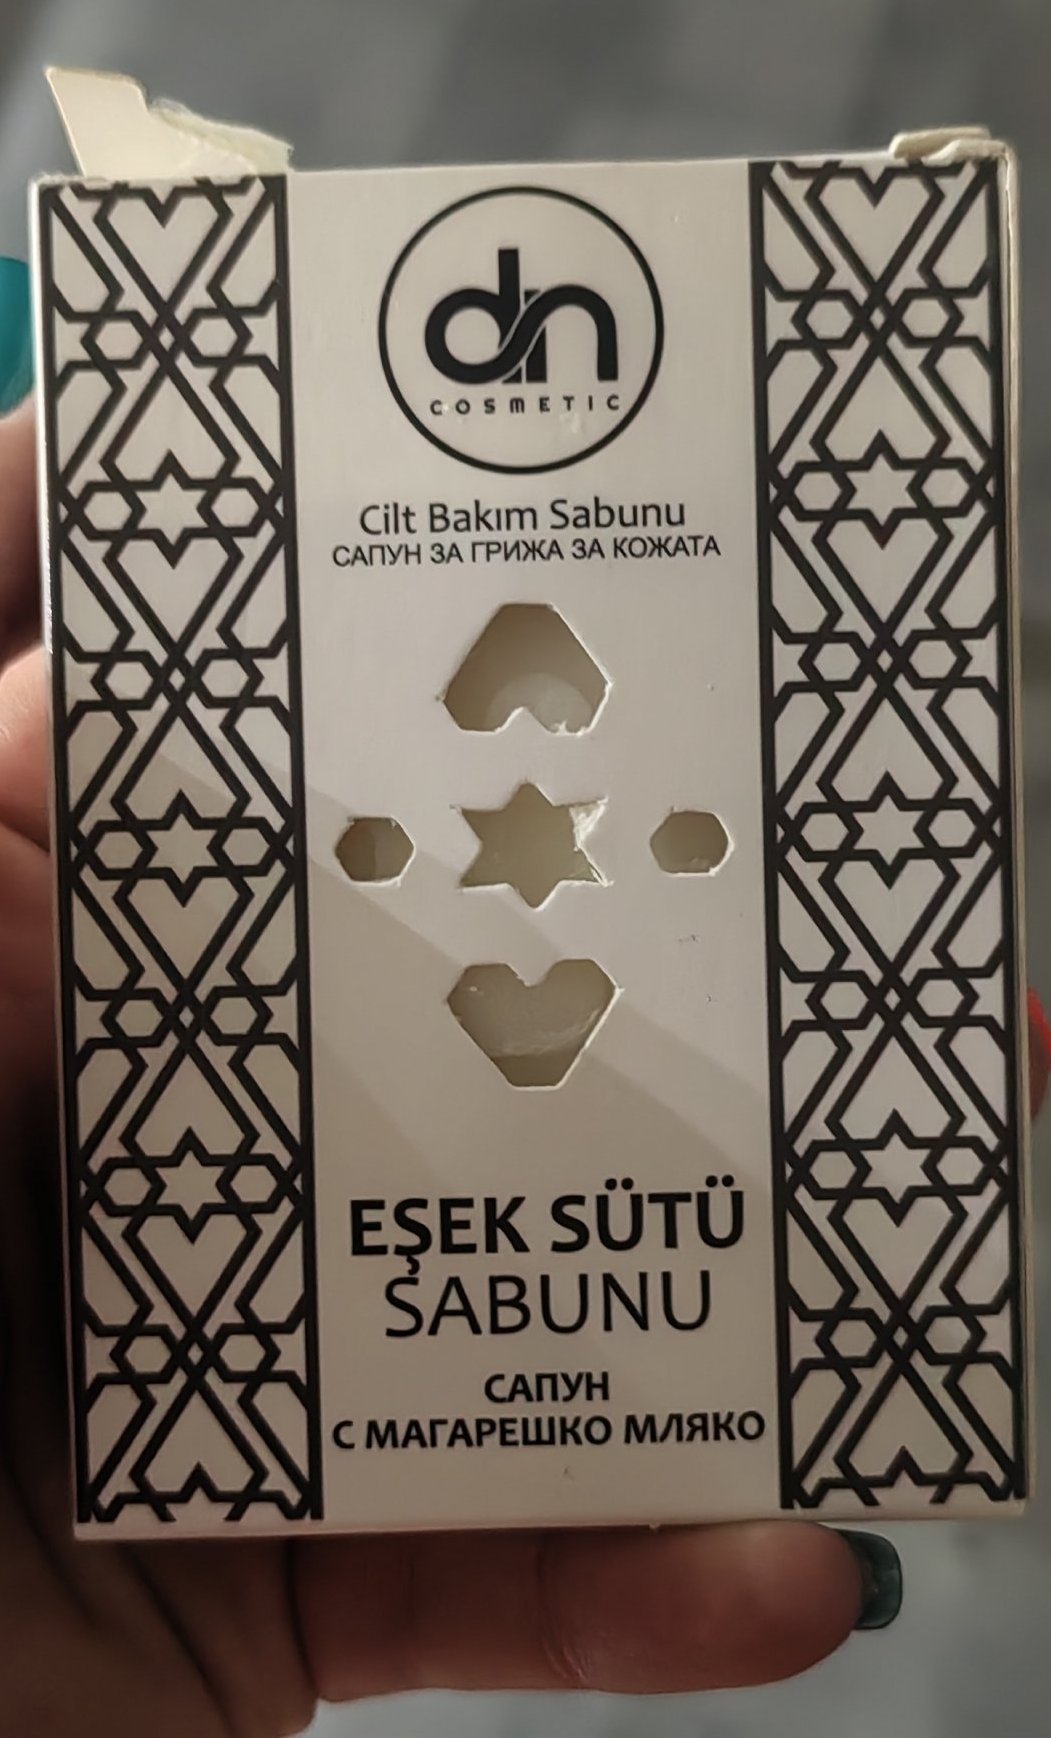 dn
COSMETIC
Cilt Bakım Sabunu
САПУН ЗА ГРИЖА ЗА КОЖАТА
EŞEK SÜTÜ
SABUNU
САПУН
С МАГАРЕШКО МЛЯКО